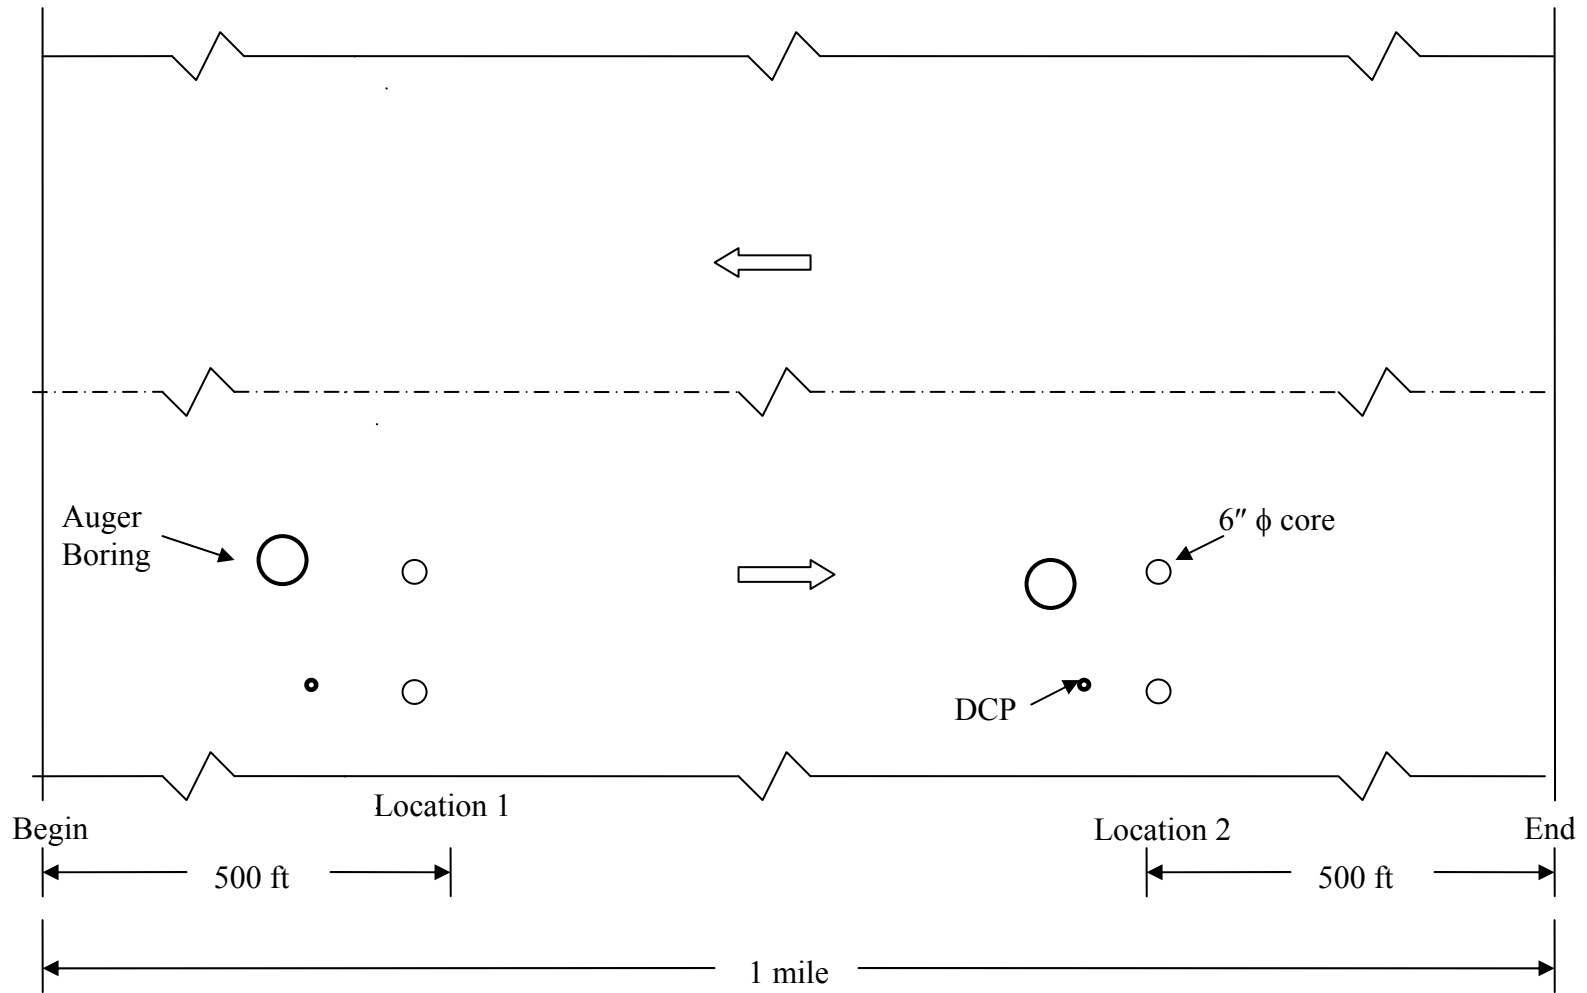 Auger
Boring
6″ ϕ core
DCP
Location 1
Location 2
Begin
End
500 ft
500 ft
1 mile